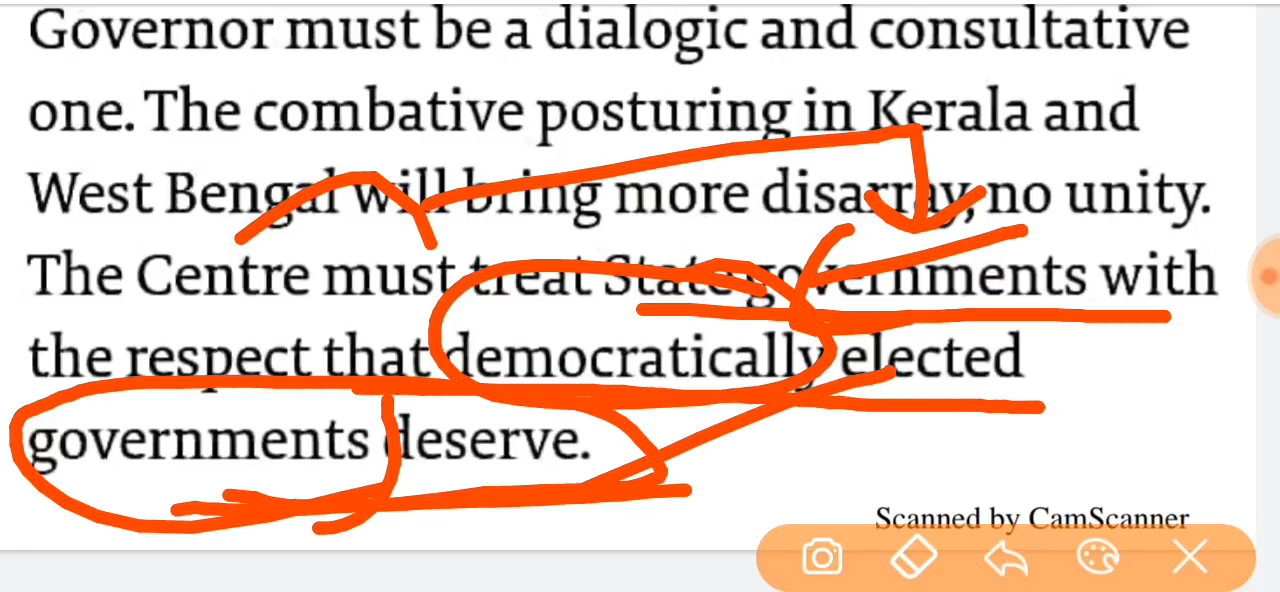 Governor must be a dialogic and consultative
one. The combative posturing in Kerala and
West Bengal will bring more disarray, no unity.
The Centre must treat State governments with
the respect that democratically elected
governments deserve.
Scanned by CamScanner